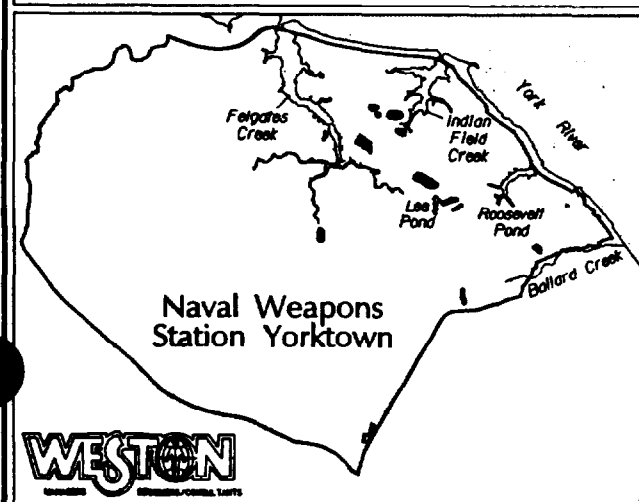 York River
Felgates
Creek
Indian
Field
Creek
Lee
Pond
Roosevelt
Pond
Ballard Creek
Naval Weapons
Station Yorktown
WESTON